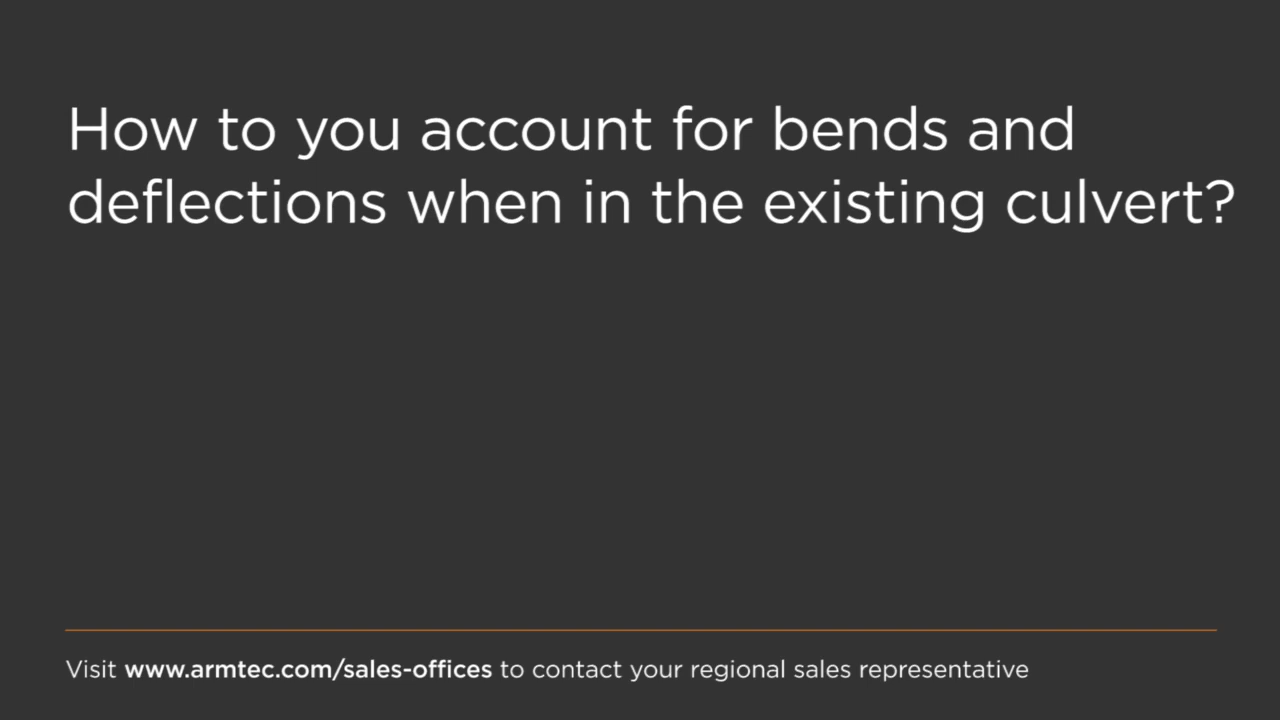 How to you account for bends and
deflections when in the existing culvert?
Visit www.armtec.com/sales-offices to contact your regional sales representative